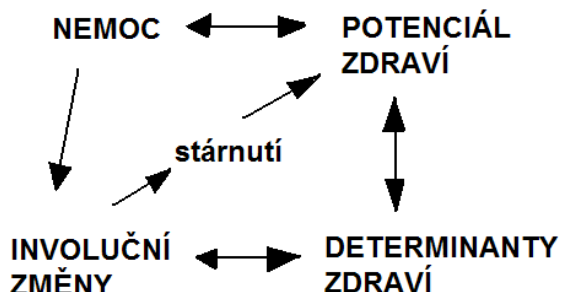 NEMOC
POTENCIÁL
ZDRAVÍ
stárnutí
INVOLUČNÍ
ZMĚNY
DETERMINANTY
ZDRAVÍ